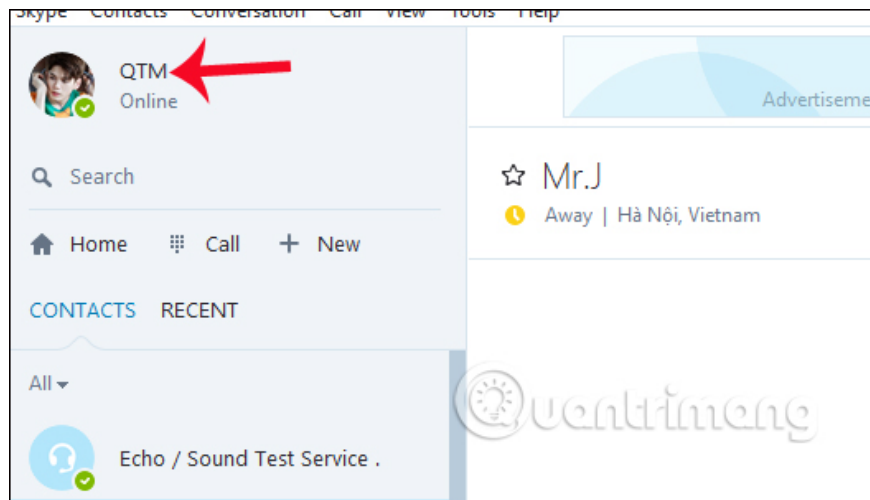 Skype Contacts Conversation Call View Tools Help
QTM
Online
Advertiseme
Search
Mr.J
Away | Hà Nội, Vietnam
Home Call + New
CONTACTS RECENT
All
Quantrimang
Echo / Sound Test Service .